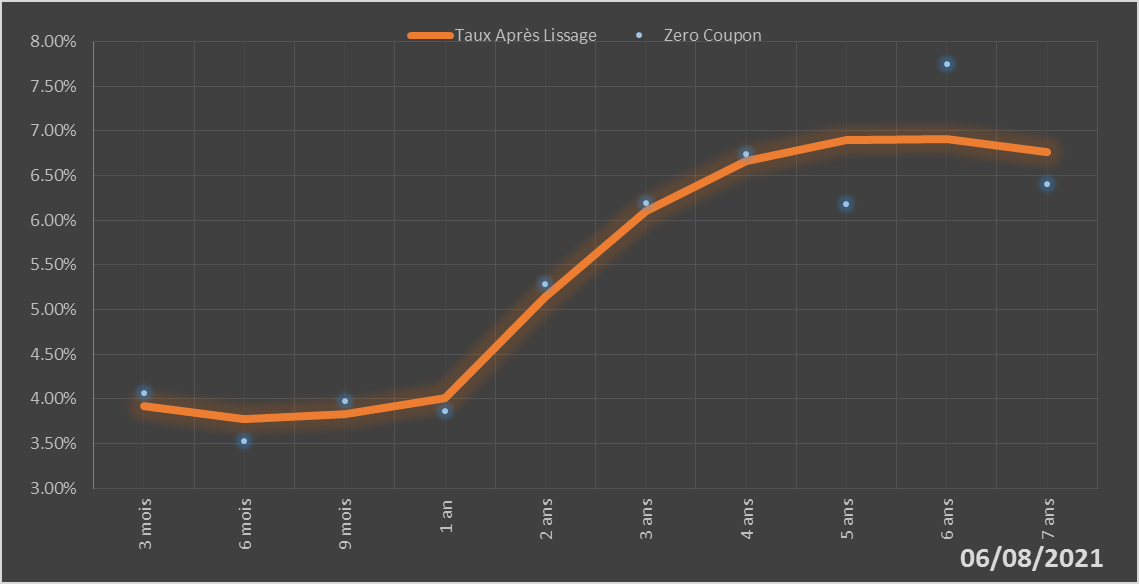 Taux Après Lissage
Zero Coupon
8.00%
7.50%
7.00%
6.50%
6.00%
5.50%
5.00%
4.50%
4.00%
3.50%
3.00%
3 mois
6 mois
9 mois
1 an
2 ans
3 ans
4 ans
5 ans
6 ans
7 ans
06/08/2021